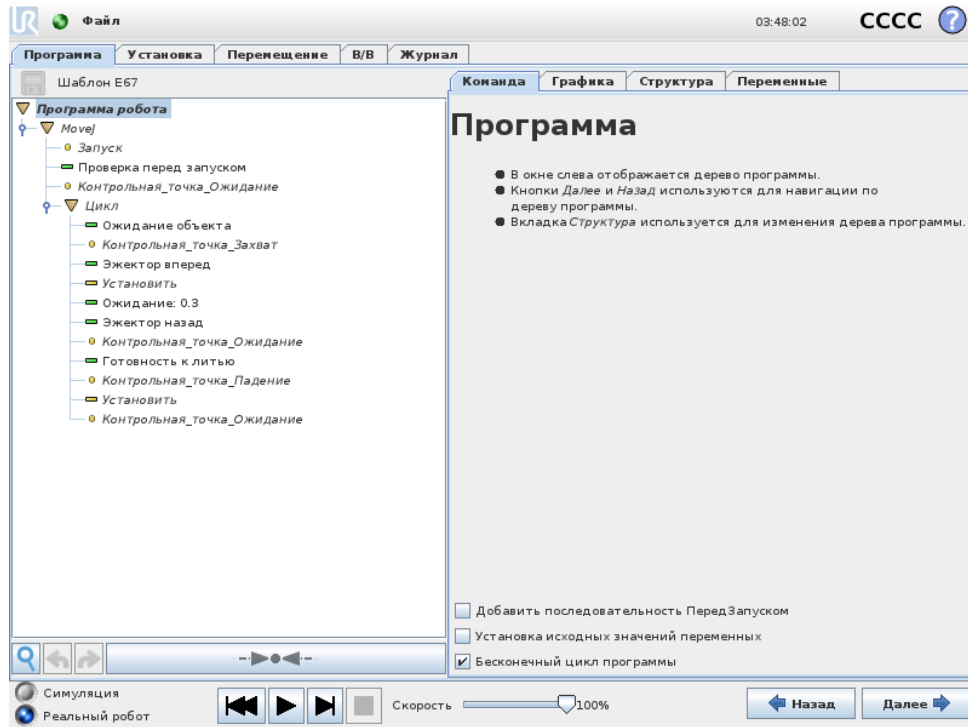 Файл
03:48:02
CCCC
?
Программа
Установка
Перемещение
В/В
Журнал
Шаблон E67
Программа робота
MoveJ
Запуск
Проверка перед запуском
Контрольная_точка_Ожидание
Цикл
Ожидание объекта
Контрольная_точка_Захват
Эжектор вперед
Установить
Ожидание: 0.3
Эжектор назад
Контрольная_точка_Ожидание
Готовность к литью
Контрольная_точка_Падение
Установить
Контрольная_точка_Ожидание
Команда
Графика
Структура
Переменные
Программа
В окне слева отображается дерево программы.
Кнопки Далее и Назад используются для навигации по
дереву программы.
Вкладка Структура используется для изменения дерева программы.
Добавить последовательность ПередЗапуском
Установка исходных значений переменных
Бесконечный цикл программы
Симуляция
Реальный робот
Скорость
100%
Назад
Далее